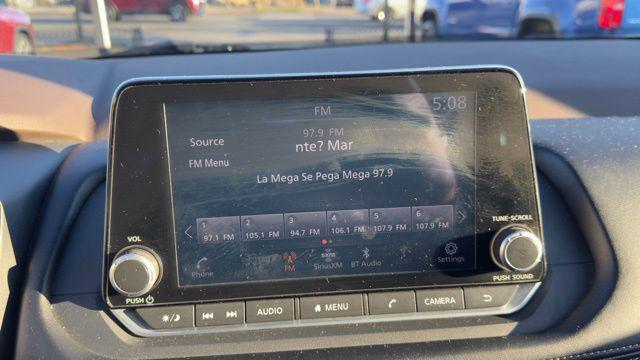 FM 5:08
Source 97.9 FM
nte? Mar
FM Menu
La Mega Se Pega Mega 97.9
1 2 3 4 5 6
97.1 FM 105.1 FM 94.7 FM 106.1 FM 107.9 FM 107.9 FM
Phone FM SiriusXM BT Audio Settings
VOL
PUSH
TUNE·SCROLL
PUSH SOUND
AUDIO MENU CAMERA